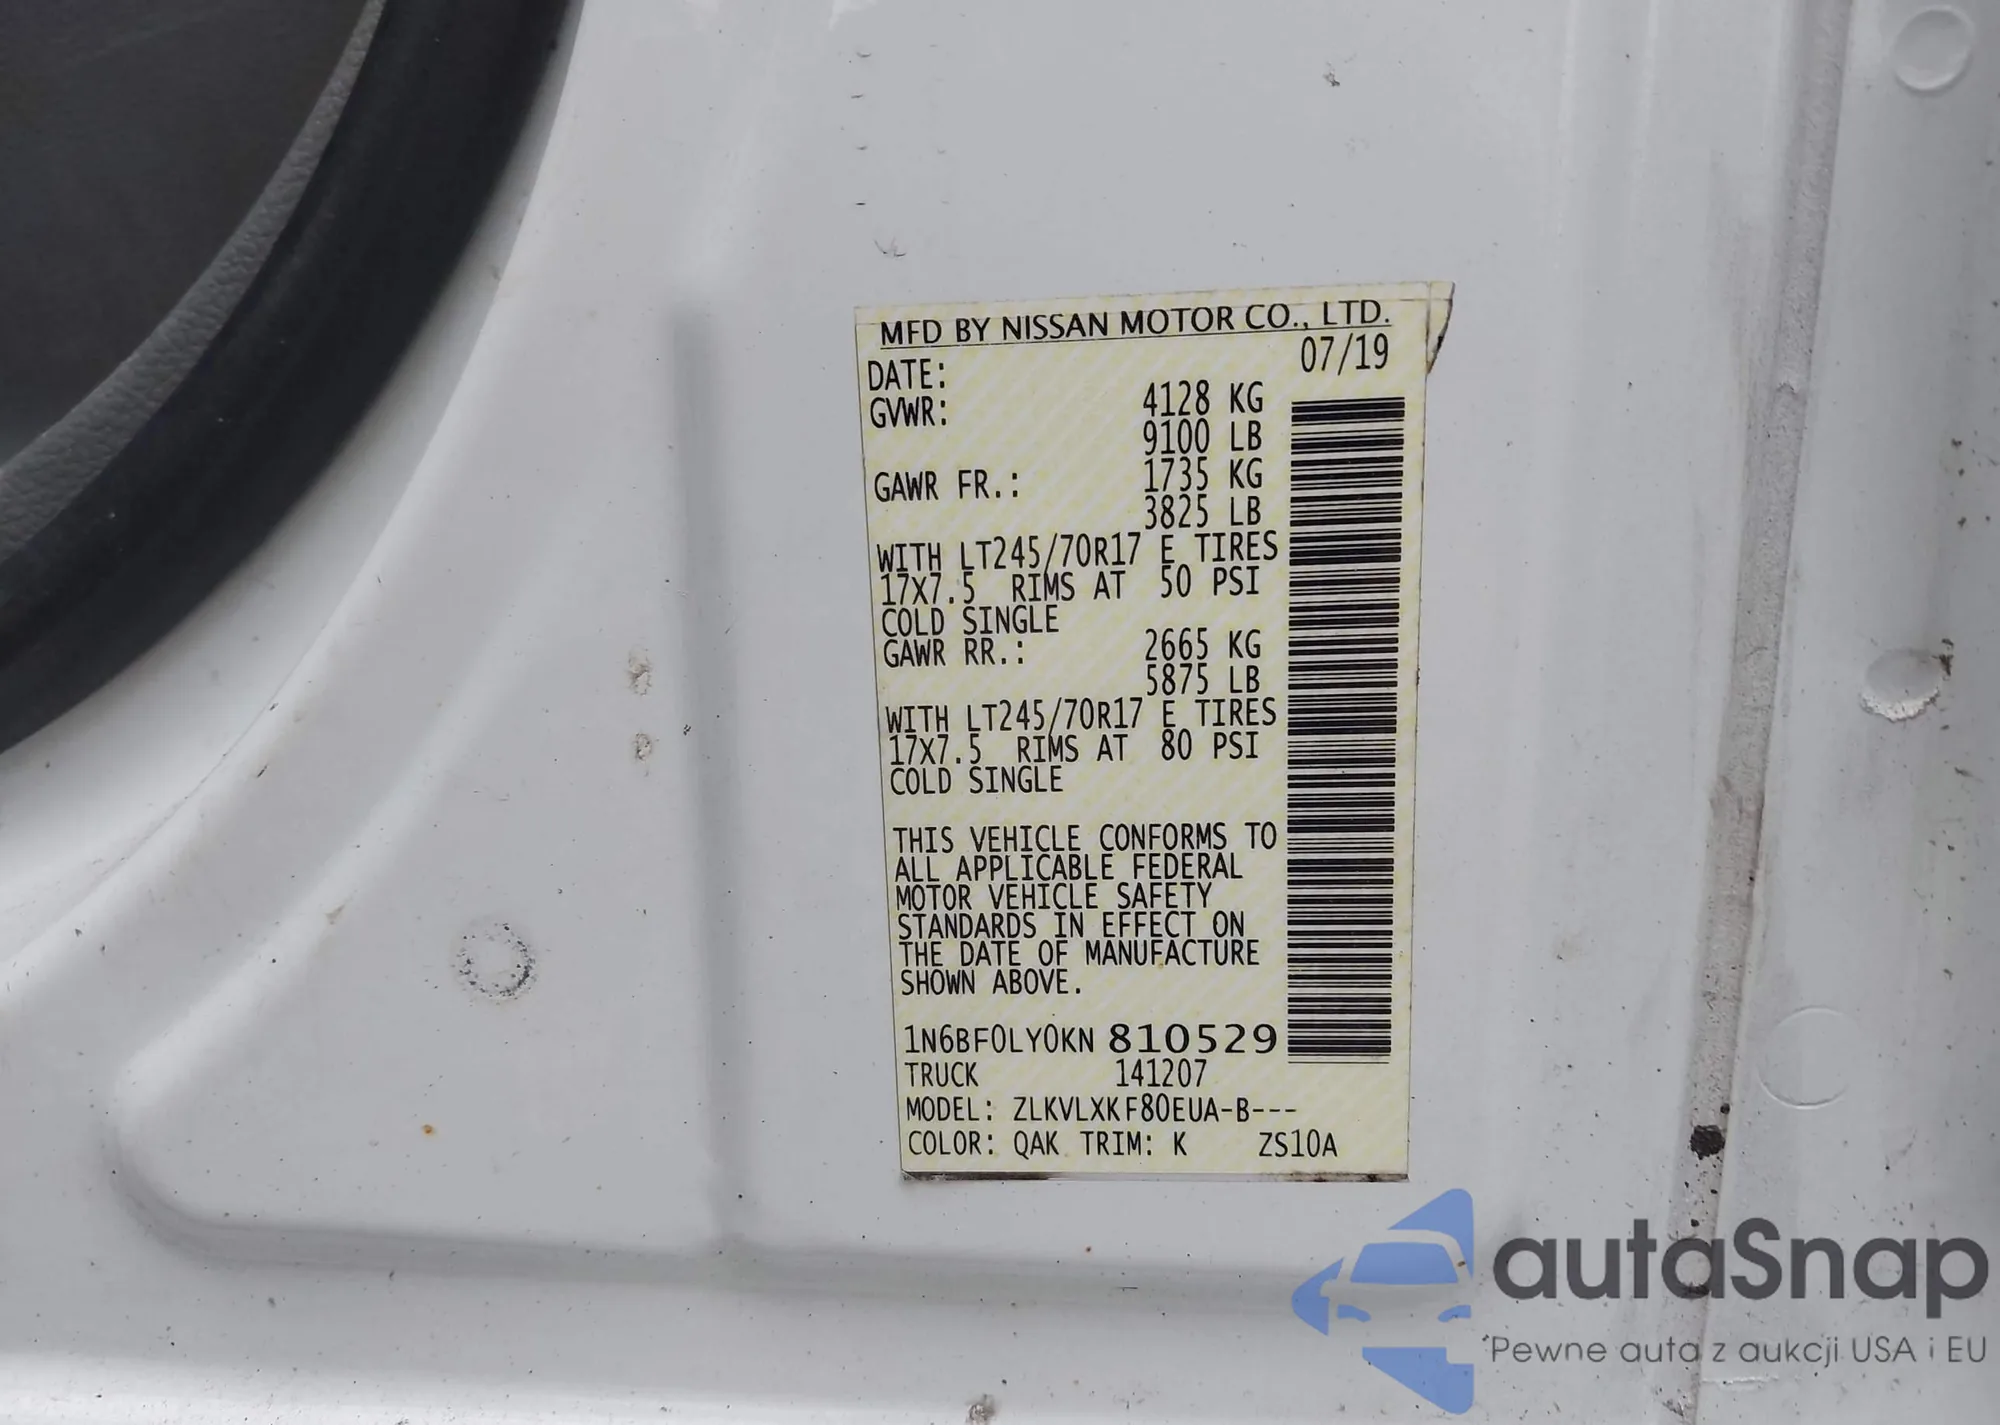 MFD BY NISSAN MOTOR CO., LTD.
DATE: 07/19
GVWR: 4128 KG
9100 LB
GAWR FR.: 1735 KG
3825 LB
WITH LT245/70R17 E TIRES
17X7.5 RIMS AT 50 PSI
COLD SINGLE
GAWR RR.: 2665 KG
5875 LB
WITH LT245/70R17 E TIRES
17X7.5 RIMS AT 80 PSI
COLD SINGLE
THIS VEHICLE CONFORMS TO
ALL APPLICABLE FEDERAL
MOTOR VEHICLE SAFETY
STANDARDS IN EFFECT ON
THE DATE OF MANUFACTURE
SHOWN ABOVE.
1N6BF0LY0KN 810529
TRUCK 141207
MODEL: ZLKVLXKF80EUA-B---
COLOR: QAK TRIM: K ZS10A
autaSnap
Pewne auta z aukcji USA i EU